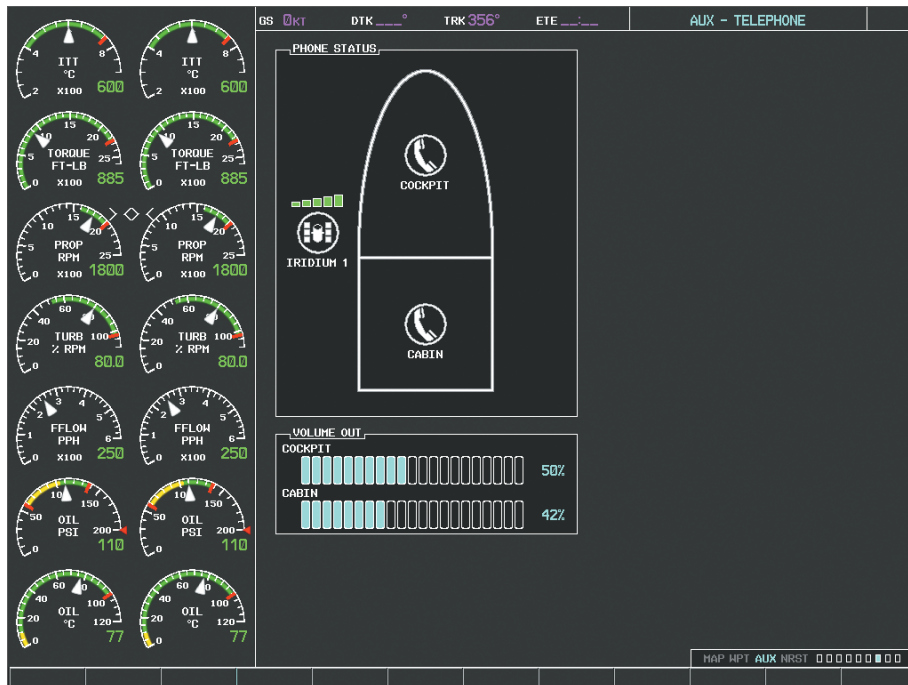 GS 0KT DTK ___° TRK 356° ETE __:__ AUX - TELEPHONE
4 8
ITT
°C
2 X100 600
4 8
ITT
°C
2 X100 600
5 10 15 20 25
TORQUE
FT-LB
0 X100 885
5 10 15 20 25
TORQUE
FT-LB
0 X100 885
5 10 15 20 25
PROP
RPM
0 X100 1800
5 10 15 20 25
PROP
RPM
0 X100 1800
20 40 60 100
TURB
% RPM
0 80.0
20 40 60 100
TURB
% RPM
0 80.0
1 2 3 4 6
FFLOW
PPH
0 X100 250
1 2 3 4 6
FFLOW
PPH
0 X100 250
50 10 150 200
OIL
PSI
0 110
50 10 150 200
OIL
PSI
0 110
20 40 60 0 100 120
OIL
°C
0 77
20 40 60 0 100 120
OIL
°C
0 77
PHONE STATUS
COCKPIT
IRIDIUM 1
CABIN
VOLUME OUT
COCKPIT
50%
CABIN
42%
MAP WPT AUX NRST